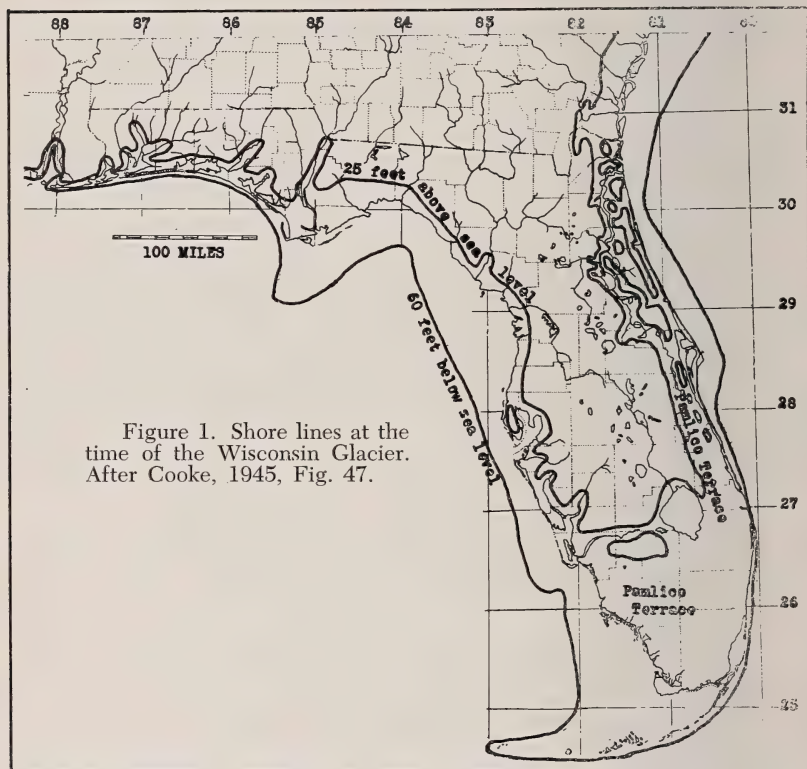 88 87 86 85 84 83 82 81 80
31
30
25 feet above sea level
100 MILES
29
60 feet below sea level
28
Pamlico Terrace
Figure 1. Shore lines at the
time of the Wisconsin Glacier.
After Cooke, 1945, Fig. 47.
27
26
Pamlico
Terrace
25